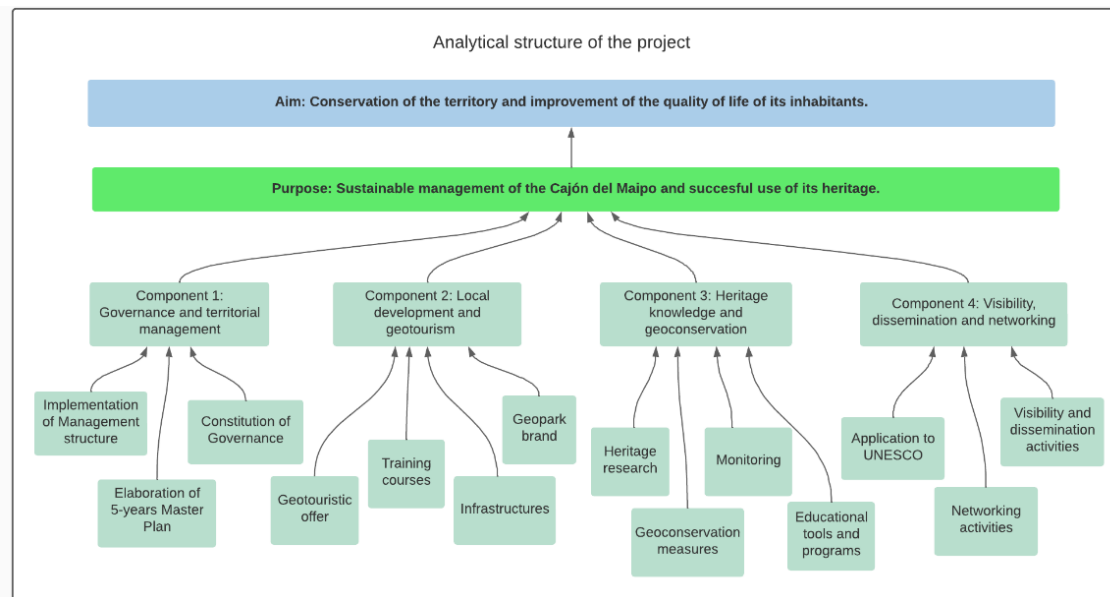 Analytical structure of the project
Aim: Conservation of the territory and improvement of the quality of life of its inhabitants.
Purpose: Sustainable management of the Cajón del Maipo and succesful use of its heritage.
Component 1:
Governance and territorial
management
Component 2: Local
development and
geotourism
Component 3: Heritage
knowledge and
geoconservation
Component 4: Visibility,
dissemination and networking
Implementation
of Management
structure
Elaboration of
5-years Master
Plan
Constitution of
Governance
Geotouristic
offer
Training
courses
Infrastructures
Geopark
brand
Heritage
research
Geoconservation
measures
Monitoring
Educational
tools and
programs
Application to
UNESCO
Networking
activities
Visibility and
dissemination
activities